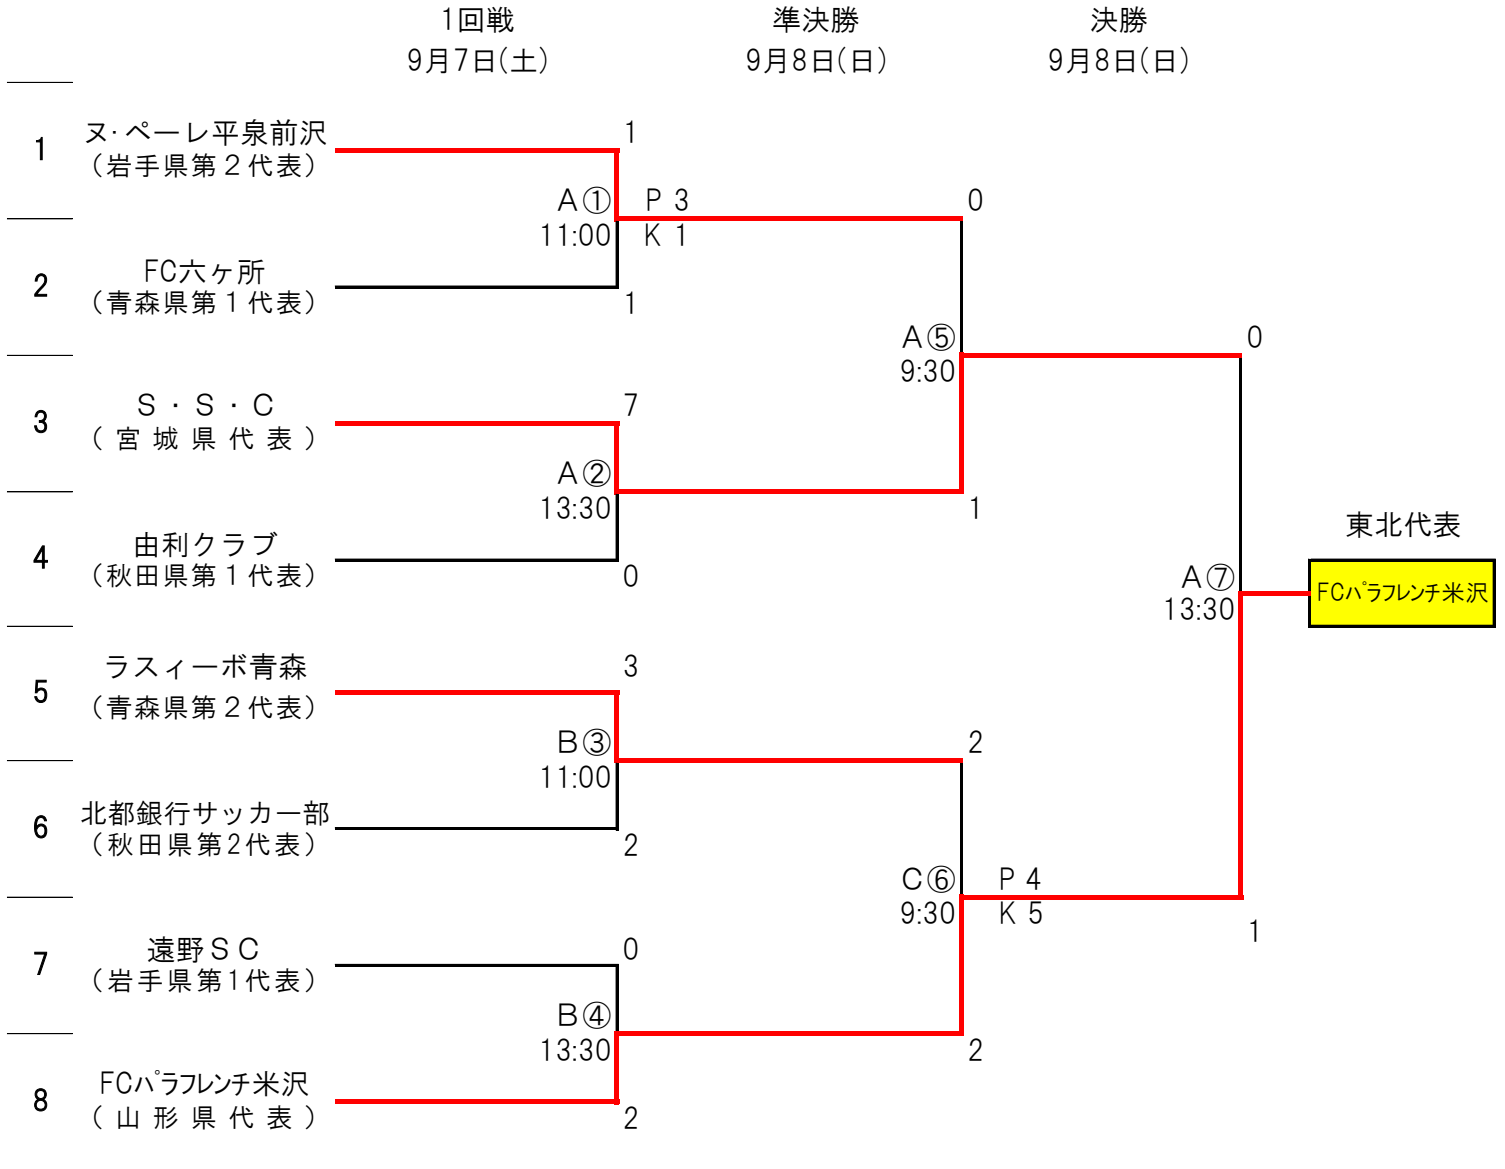 1回戦 準決勝 決勝
9月7日(土) 9月8日(日) 9月8日(日)
1 ヌ・ペーレ平泉前沢 1
（岩手県第２代表）
A① P 3 0
11:00 K 1
2 FC六ヶ所
（青森県第１代表） 1
A⑤ 0
9:30
3 Ｓ・Ｓ・Ｃ 7
（宮城県代表）
A②
13:30 1
4 由利クラブ
（秋田県第１代表） 0
東北代表
A⑦ FCパラフレンチ米沢
13:30
5 ラスィーボ青森 3
（青森県第２代表）
B③ 2
11:00
6 北都銀行サッカー部
（秋田県第2代表） 2
C⑥ P 4
9:30 K 5 1
7 遠野ＳＣ 0
（岩手県第1代表）
B④
13:30 2
8 FCパラフレンチ米沢
（山形県代表） 2